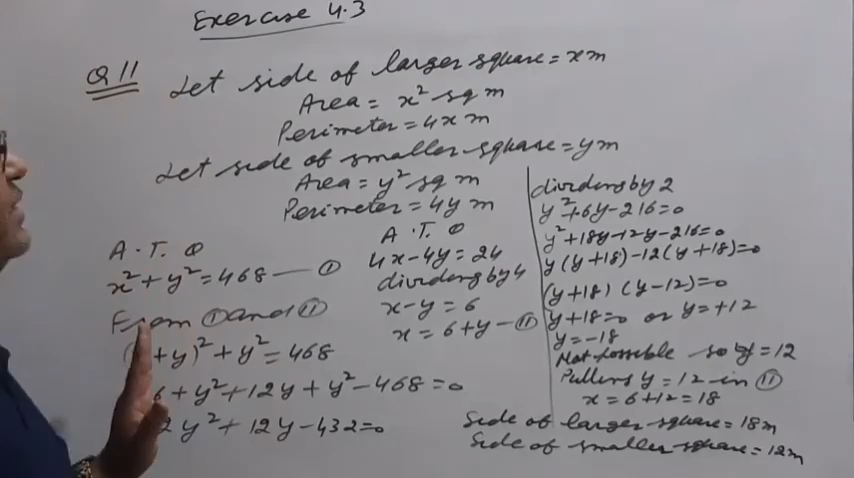 Exercise 4.3
Q 11
Let side of larger square = x m
Area = x² sq m
Perimeter = 4x m
Let side of smaller square = y m
Area = y² sq m
Perimeter = 4y m
A.T.Q
x² + y² = 468 — ①
From ① and ⑪
+ y)² + y² = 468
6 + y² + 12y + y² - 468 = 0
2y² + 12y - 432 = 0
A.T.Q
4x - 4y = 24
dividing by 4
x - y = 6
x = 6 + y - ⑪
dividing by 2
y² + 6y - 216 = 0
y² + 18y - 12y - 216 = 0
y (y + 18) - 12 (y + 18) = 0
(y + 18) (y - 12) = 0
y + 18 = 0 or y = +12
y = - 18
Not possible so y = 12
Putting y = 12 in ⑪
x = 6 + 12 = 18
Side of larger square = 18 m
Side of smaller square = 12 m